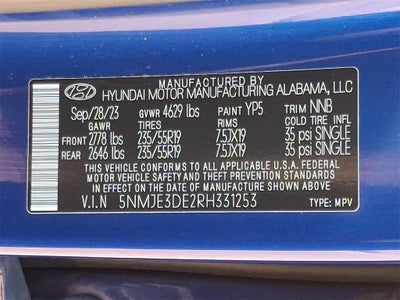 MANUFACTURED BY
HYUNDAI MOTOR MANUFACTURING ALABAMA, LLC
Sep/28/23 GVWR 4629 lbs PAINT YP5 TRIM NNB
GAWR TIRES RIMS COLD TIRE INFL
FRONT 2778 lbs 235/55R19 7.5JX19 35 psi SINGLE
REAR 2646 lbs 235/55R19 7.5JX19 35 psi SINGLE
THIS VEHICLE CONFORMS TO ALL APPLICABLE U.S.A. FEDERAL
MOTOR VEHICLE SAFETY STANDARDS IN EFFECT ON THE
DATE OF MANUFACTURE SHOWN ABOVE
V.I.N 5NMJE3DE2RH331253 TYPE: MPV